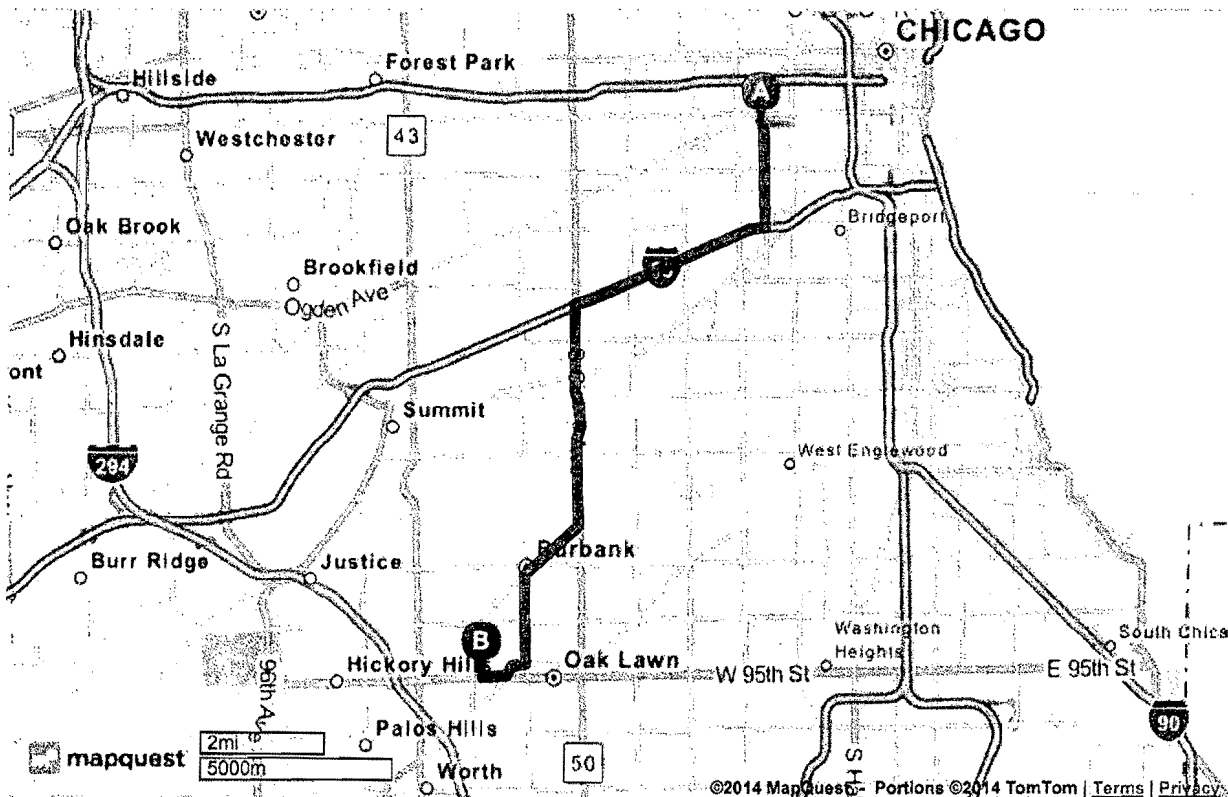 CHICAGO
Forest Park
A
Hillside
43
Westchester
Bridgeport
Oak Brook
Brookfield
Ogden Ave
Hinsdale
ont
S La Grange Rd
Summit
West Englewood
294
Burbank
Burr Ridge
Justice
B
Washington
Heights
South Chica
Hickory Hill
Oak Lawn
W 95th St
E 95th St
96th Ave
90
Palos Hills
2mi
mapquest
5000m
50
Worth
©2014 MapQuest - Portions ©2014 TomTom | Terms | Privacy